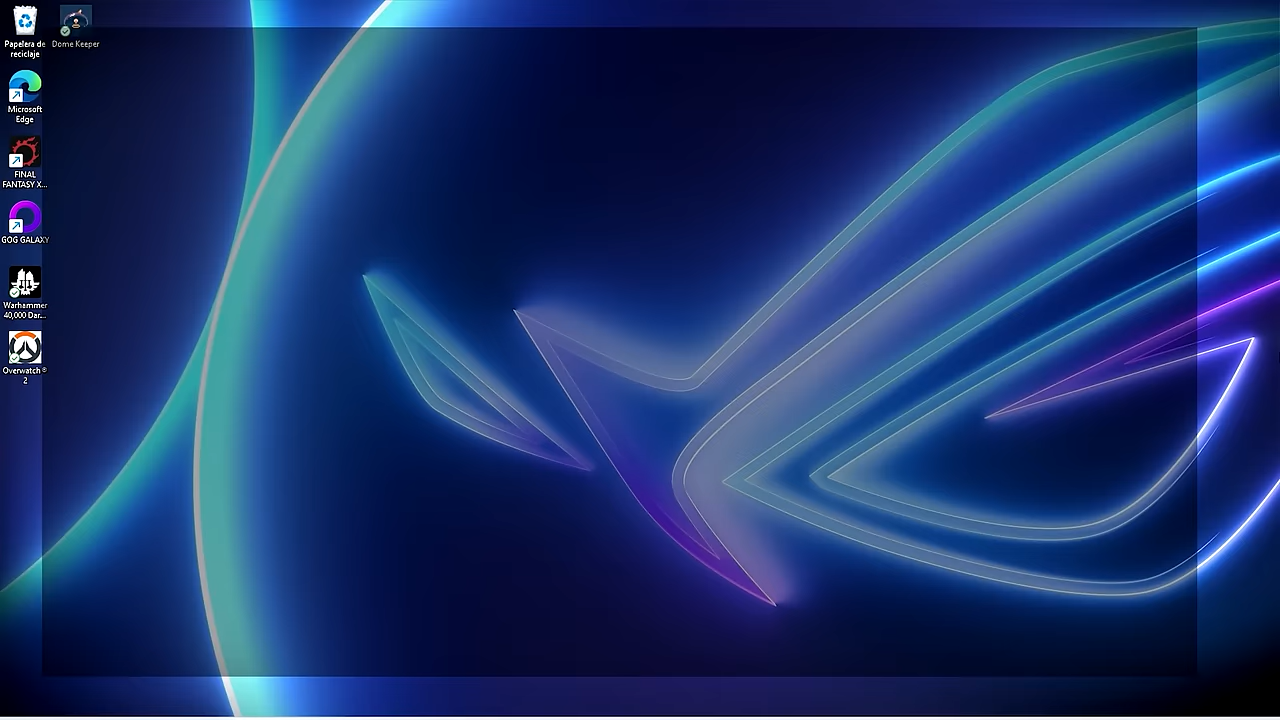 Papelera de
reciclaje
Dome Keeper
Microsoft
Edge
FINAL
FANTASY X...
GOG GALAXY
Warhammer
40,000 Dar...
Overwatch®
2